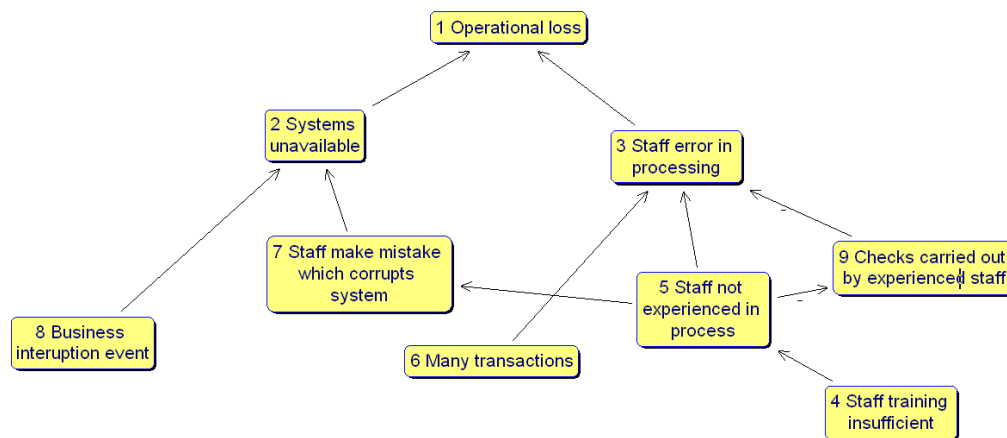 1 Operational loss
2 Systems
unavailable
3 Staff error in
processing
7 Staff make mistake
which corrupts
system
9 Checks carried out
by experienced staff
5 Staff not
experienced in
process
8 Business
interuption event
6 Many transactions
4 Staff training
insufficient
-
-